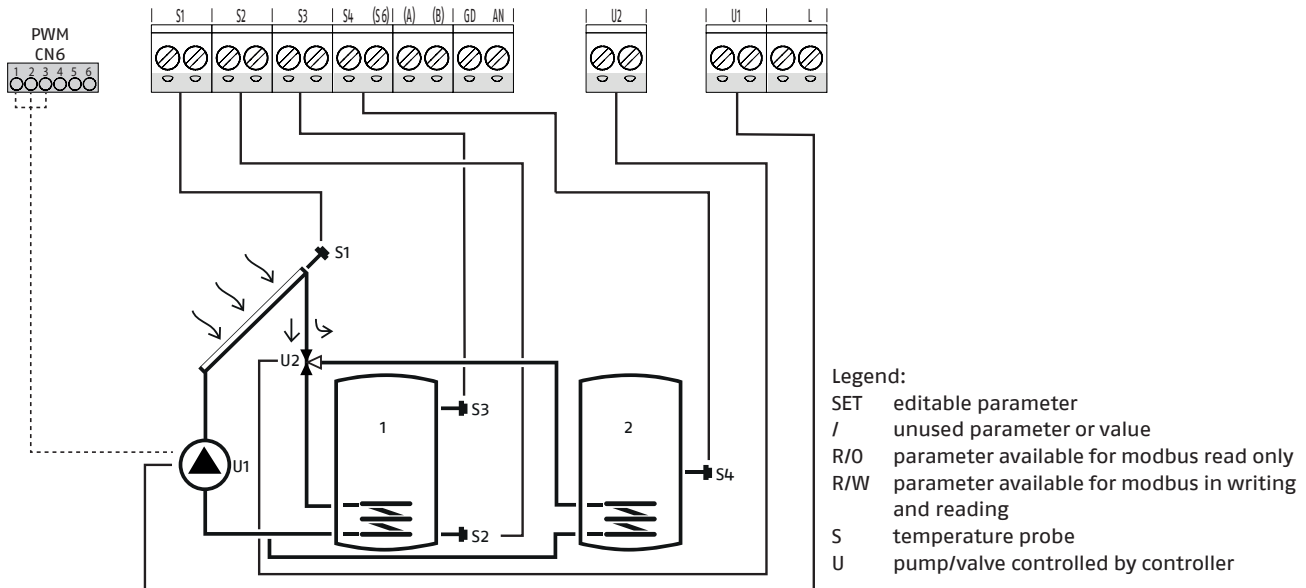 S1 S2 S3 S4 (S6) (A) (B) GD AN U2 U1 L
PWM
CN6
1 2 3 4 5 6
S1
U2
S3
1
2
U1
S4
S2
Legend:
SET editable parameter
/ unused parameter or value
R/O parameter available for modbus read only
R/W parameter available for modbus in writing
and reading
S temperature probe
U pump/valve controlled by controller